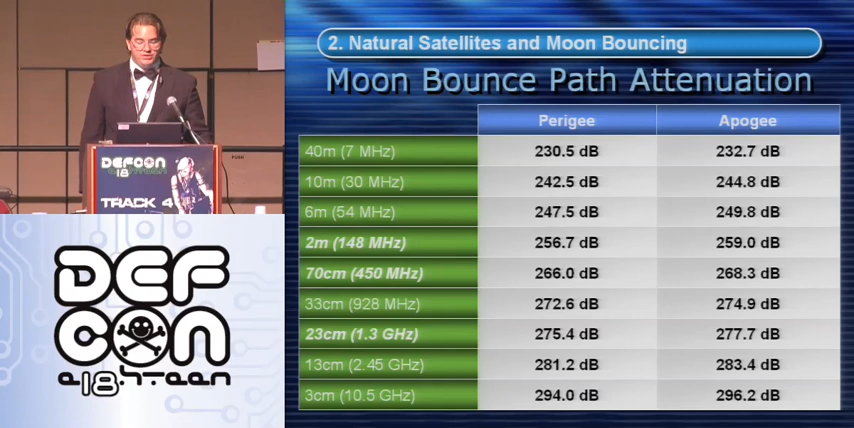 2. Natural Satellites and Moon Bouncing
Moon Bounce Path Attenuation
Perigee Apogee
40m (7 MHz) 230.5 dB 232.7 dB
10m (30 MHz) 242.5 dB 244.8 dB
6m (54 MHz) 247.5 dB 249.8 dB
2m (148 MHz) 256.7 dB 259.0 dB
70cm (450 MHz) 266.0 dB 268.3 dB
33cm (928 MHz) 272.6 dB 274.9 dB
23cm (1.3 GHz) 275.4 dB 277.7 dB
13cm (2.45 GHz) 281.2 dB 283.4 dB
3cm (10.5 GHz) 294.0 dB 296.2 dB
PUSH
DEFCON
18
TRACK 4
DEF
CON
e18hteen